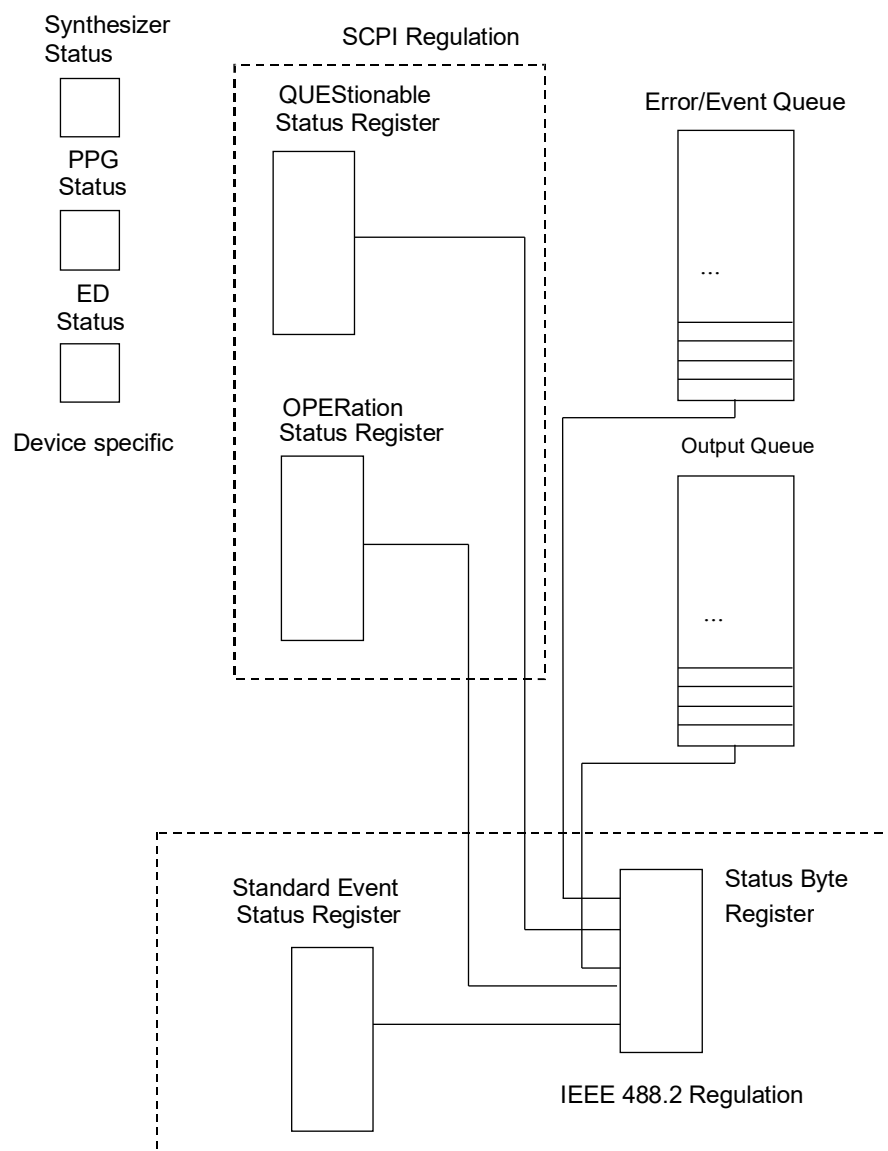 Synthesizer
Status
PPG
Status
ED
Status
Device specific
SCPI Regulation
QUEStionable
Status Register
OPERation
Status Register
Error/Event Queue
...
Output Queue
...
Standard Event
Status Register
Status Byte
Register
IEEE 488.2 Regulation